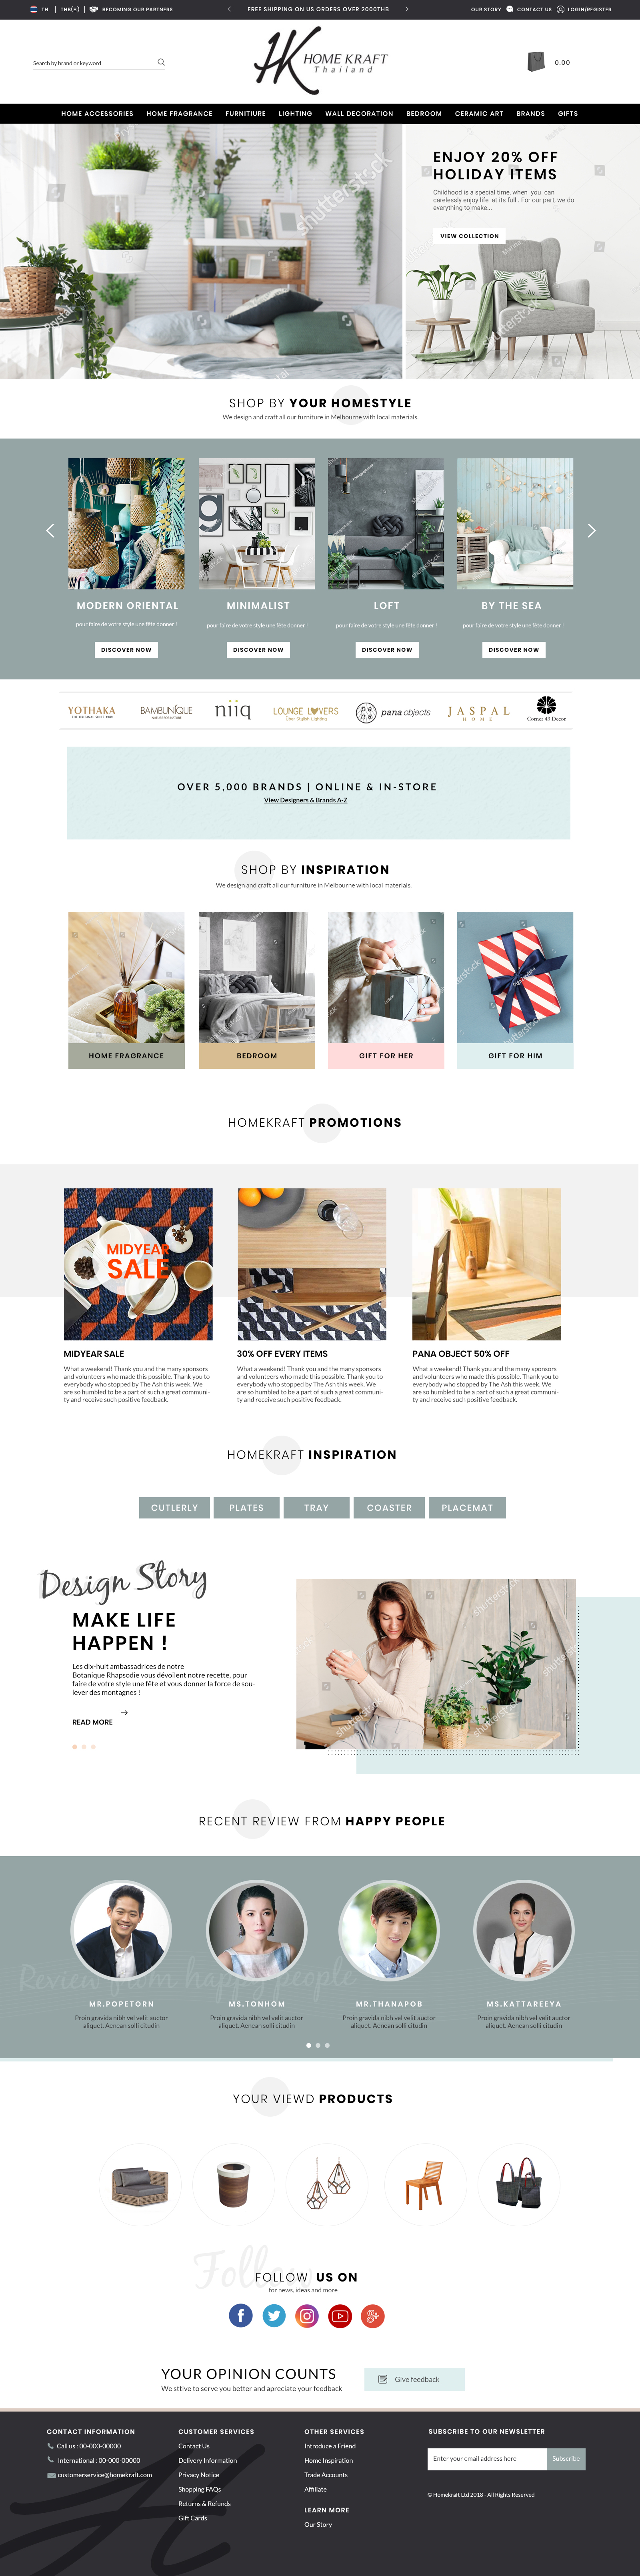 TH
THB(฿)
BECOMING OUR PARTNERS
FREE SHIPPING ON US ORDERS OVER 2000THB
OUR STORY
CONTACT US
LOGIN/REGISTER
Search by brand or keyword
HK HOME KRAFT
Thailand
0.00
HOME ACCESSORIES
HOME FRAGRANCE
FURNITIURE
LIGHTING
WALL DECORATION
BEDROOM
CERAMIC ART
BRANDS
GIFTS
shutterstock
ENJOY 20% OFF
HOLIDAY ITEMS
Childhood is a special time, when you can
carelessly enjoy life at its full . For our part, we do
everything to make...
VIEW COLLECTION
SHOP BY YOUR HOMESTYLE
We design and craft all our furniture in Melbourne with local materials.
MODERN ORIENTAL
MINIMALIST
LOFT
BY THE SEA
pour faire de votre style une fête donner !
pour faire de votre style une fête donner !
pour faire de votre style une fête donner !
pour faire de votre style une fête donner !
DISCOVER NOW
DISCOVER NOW
DISCOVER NOW
DISCOVER NOW
YOTHAKA
THE ORIGINAL SINCE 1989
BAMBUNIQUE
niiq
LOUNGE LOVERS
Uber Stylish Lighting
pa
na.
pana objects
JASPAL
HOME
Corner 43 Decor
OVER 5,000 BRANDS | ONLINE & IN-STORE
View Designers & Brands A-Z
SHOP BY INSPIRATION
We design and craft all our furniture in Melbourne with local materials.
HOME FRAGRANCE
BEDROOM
GIFT FOR HER
GIFT FOR HIM
HOMEKRAFT PROMOTIONS
MIDYEAR
SALE
MIDYEAR SALE
What a weekend! Thank you and the many sponsors
and volunteers who made this possible. Thank you to
everybody who stopped by The Ash this week. We
are so humbled to be a part of such a great communi-
ty and receive such positive feedback.
30% OFF EVERY ITEMS
What a weekend! Thank you and the many sponsors
and volunteers who made this possible. Thank you to
everybody who stopped by The Ash this week. We
are so humbled to be a part of such a great communi-
ty and receive such positive feedback.
PANA OBJECT 50% OFF
What a weekend! Thank you and the many sponsors
and volunteers who made this possible. Thank you to
everybody who stopped by The Ash this week. We
are so humbled to be a part of such a great communi-
ty and receive such positive feedback.
HOMEKRAFT INSPIRATION
CUTLERLY
PLATES
TRAY
COASTER
PLACEMAT
Design Story
MAKE LIFE
HAPPEN !
Les dix-huit ambassadrices de notre
Botanique Rhapsodie vous dévoilent notre recette, pour
faire de votre style une fête et vous donner la force de sou-
lever des montagnes !
READ MORE
RECENT REVIEW FROM HAPPY PEOPLE
Review from happy people
MR.POPETORN
Proin gravida nibh vel velit auctor
aliquet. Aenean solli citudin
MS.TONHOM
Proin gravida nibh vel velit auctor
aliquet. Aenean solli citudin
MR.THANAPOB
Proin gravida nibh vel velit auctor
aliquet. Aenean solli citudin
MS.KATTAREEYA
Proin gravida nibh vel velit auctor
aliquet. Aenean solli citudin
YOUR VIEWD PRODUCTS
Follow
FOLLOW US ON
for news, ideas and more
YOUR OPINION COUNTS
We sttive to serve you better and apreciate your feedback
Give feedback
CONTACT INFORMATION
Call us : 00-000-00000
International : 00-000-00000
customerservice@homekraft.com
CUSTOMER SERVICES
Contact Us
Delivery Information
Privacy Notice
Shopping FAQs
Returns & Refunds
Gift Cards
OTHER SERVICES
Introduce a Friend
Home Inspiration
Trade Accounts
Affiliate
LEARN MORE
Our Story
SUBSCRIBE TO OUR NEWSLETTER
Enter your email address here
Subscribe
© Homekraft Ltd 2018 - All Rights Reserved